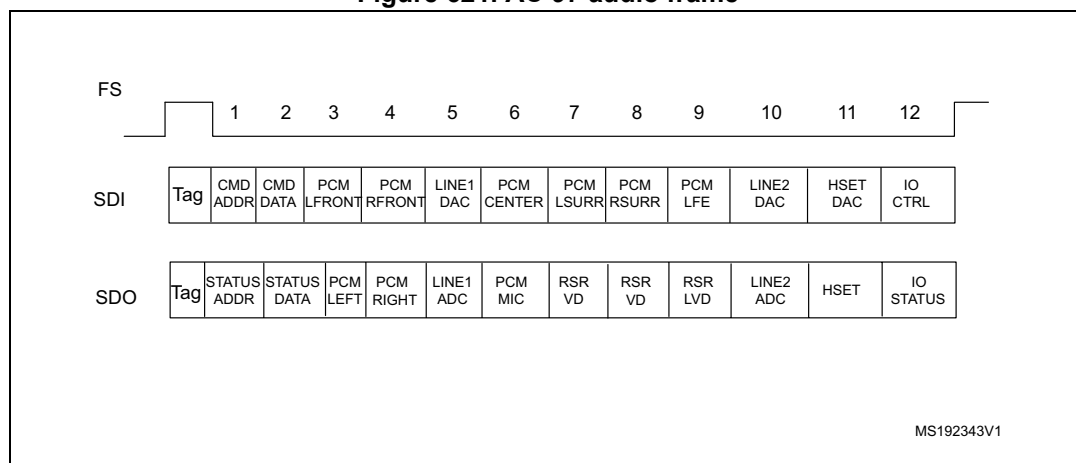 Figure 621. AC'97 audio frame
FS
1 2 3 4 5 6 7 8 9 10 11 12
SDI
Tag CMD ADDR CMD DATA PCM LFRONT PCM RFRONT LINE1 DAC PCM CENTER PCM LSURR PCM RSURR PCM LFE LINE2 DAC HSET DAC IO CTRL
SDO
Tag STATUS ADDR STATUS DATA PCM LEFT PCM RIGHT LINE1 ADC PCM MIC RSR VD RSR VD RSR LVD LINE2 ADC HSET IO STATUS
MS192343V1